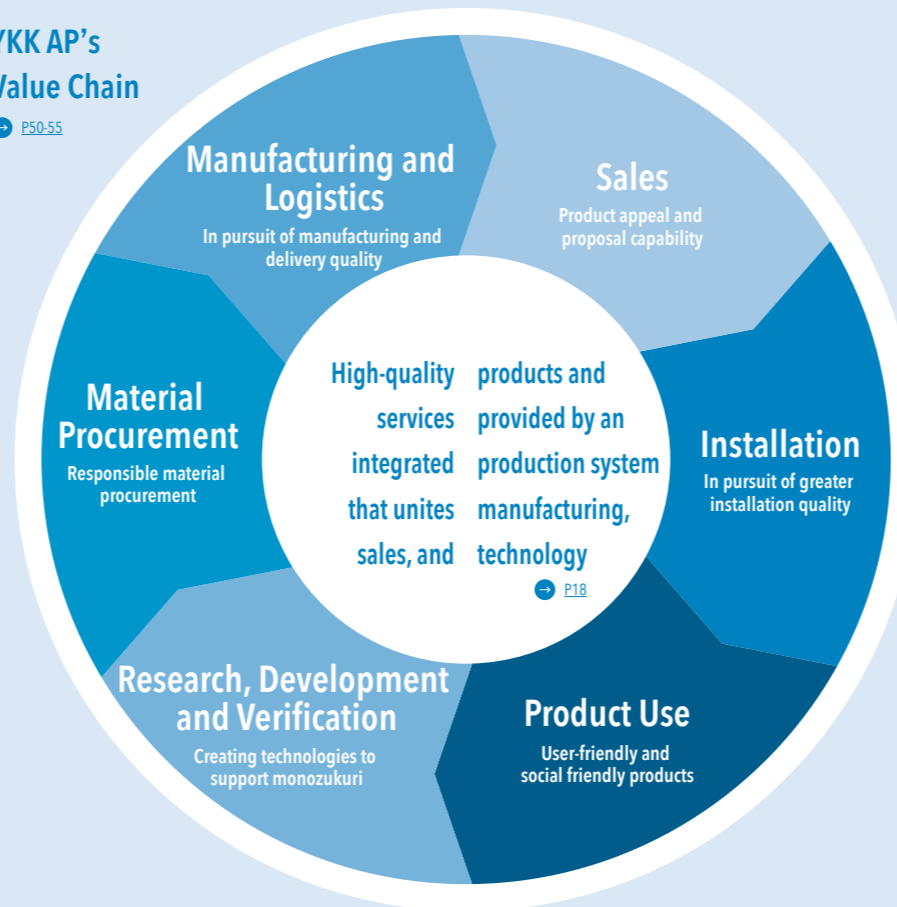 YKK AP's
Value Chain
P50-55
Manufacturing and
Logistics
In pursuit of manufacturing and
delivery quality
Sales
Product appeal and
proposal capability
Material
Procurement
Responsible material
procurement
High-quality products and
services provided by an
integrated production system
that unites manufacturing,
sales, and technology
P18
Installation
In pursuit of greater
installation quality
Research, Development
and Verification
Creating technologies to
support monozukuri
Product Use
User-friendly and
social friendly products